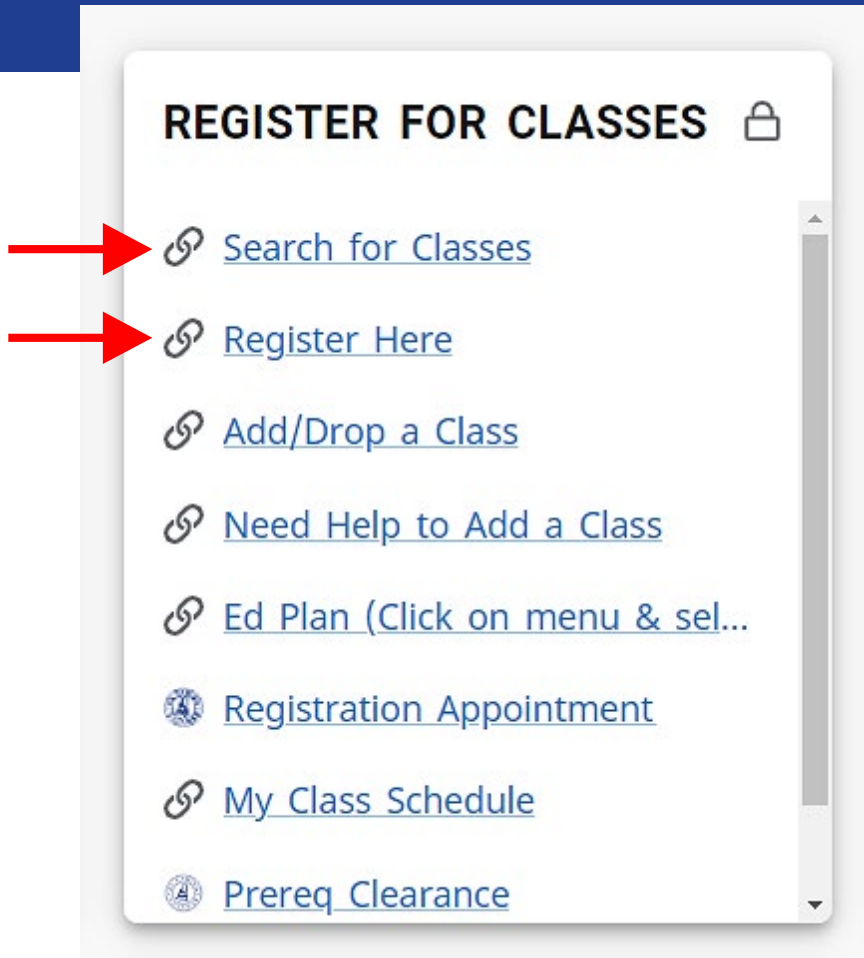 REGISTER FOR CLASSES
Search for Classes
Register Here
Add/Drop a Class
Need Help to Add a Class
Ed Plan (Click on menu & sel...
Registration Appointment
My Class Schedule
Prereq Clearance